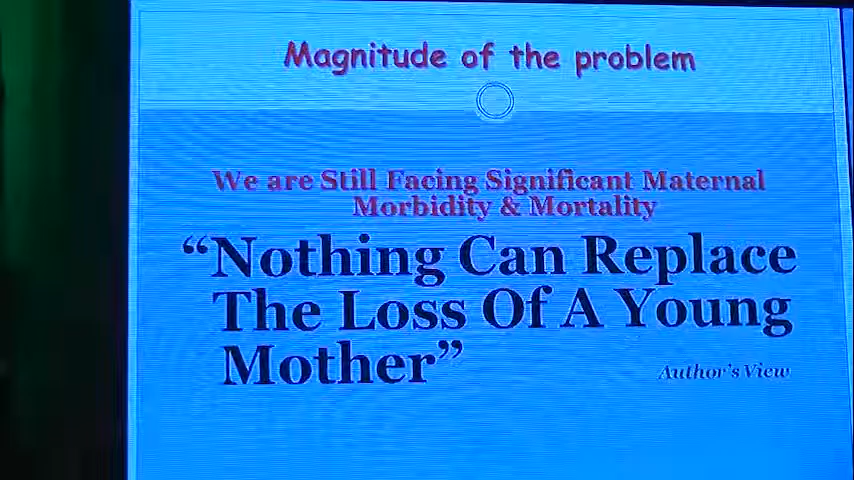 Magnitude of the problem
We are Still Facing Significant Maternal
Morbidity & Mortality
“Nothing Can Replace
The Loss Of A Young
Mother”
Author's View